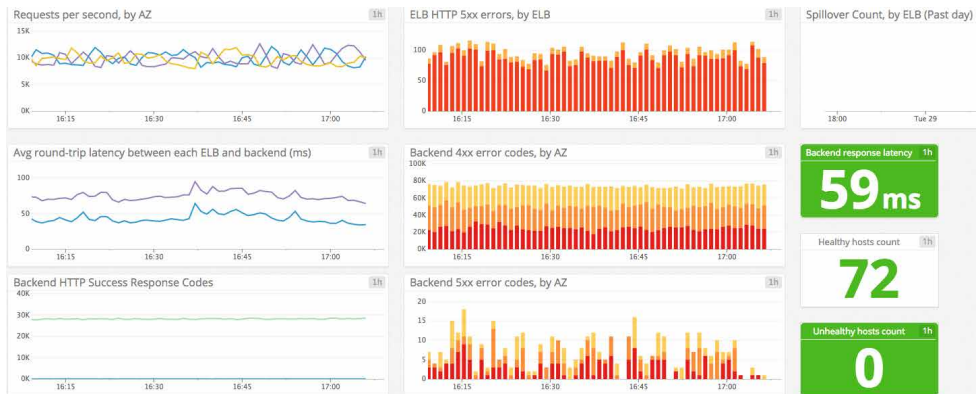 Requests per second, by AZ
1h
15K
10K
5K
0K
16:15
16:30
16:45
17:00
ELB HTTP 5xx errors, by ELB
1h
100
50
0
16:15
16:30
16:45
17:00
Spillover Count, by ELB (Past day)
18:00
Tue 29
Avg round-trip latency between each ELB and backend (ms)
1h
100
50
0
16:15
16:30
16:45
17:00
Backend 4xx error codes, by AZ
1h
100K
80K
60K
40K
20K
0K
16:15
16:30
16:45
17:00
Backend response latency
1h
59ms
Healthy hosts count
1h
72
Backend HTTP Success Response Codes
1h
40K
30K
20K
10K
0K
16:15
16:30
16:45
17:00
Backend 5xx error codes, by AZ
1h
20
15
10
5
0
16:15
16:30
16:45
17:00
Unhealthy hosts count
1h
0